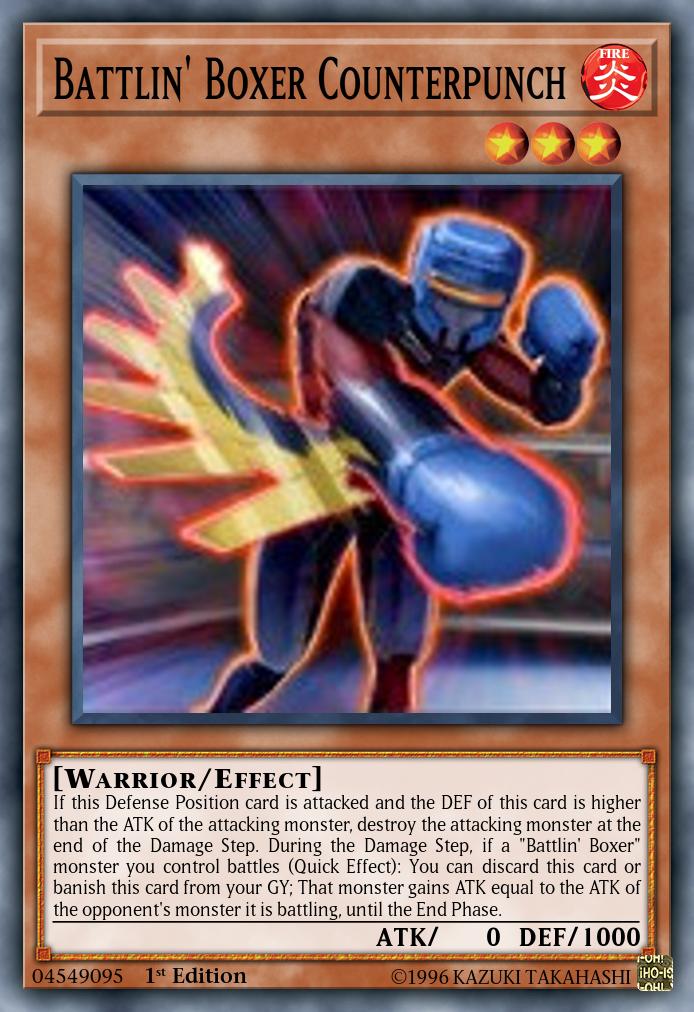 BATTLIN' BOXER COUNTERPUNCH
FIRE
炎
[WARRIOR/EFFECT]
If this Defense Position card is attacked and the DEF of this card is higher
than the ATK of the attacking monster, destroy the attacking monster at the
end of the Damage Step. During the Damage Step, if a "Battlin' Boxer"
monster you control battles (Quick Effect): You can discard this card or
banish this card from your GY; That monster gains ATK equal to the ATK of
the opponent's monster it is battling, until the End Phase.
ATK/ 0 DEF/1000
04549095 1st Edition ©1996 KAZUKI TAKAHASHI